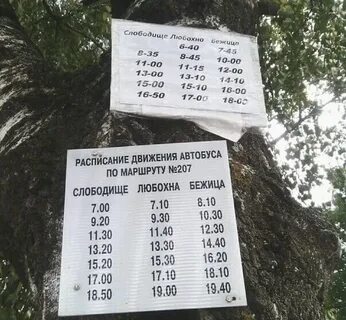 Слободище Любохно Бежица
6-40 7-45
8-35 8-45 10-00
11-00 11-15 12-00
13-00 13-10 14-10
15-00 15-10 16-00
16-50 17-00 18-00
РАСПИСАНИЕ ДВИЖЕНИЯ АВТОБУСА
ПО МАРШРУТУ №207
СЛОБОДИЩЕ ЛЮБОХНА БЕЖИЦА
7.00 7.10 8.10
9.20 9.30 10.30
11.30 11.40 12.30
13.20 13.30 14.40
15.20 15.30 16.20
17.00 17.10 18.10
18.50 19.00 19.40